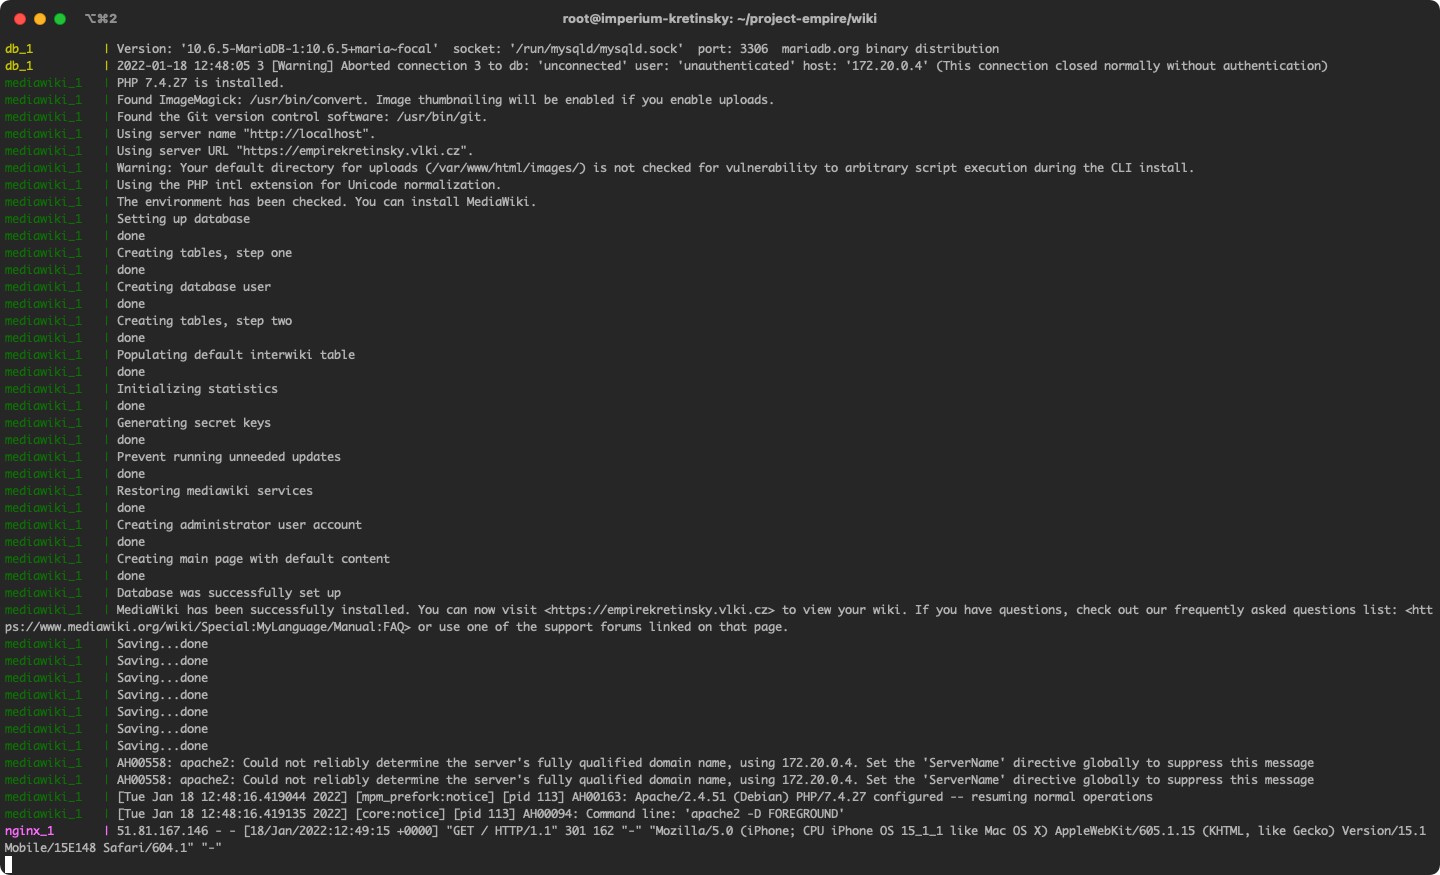 ⌥⌘2
root@imperium-kretinsky: ~/project-empire/wiki
db_1          | Version: '10.6.5-MariaDB-1:10.6.5+maria~focal'  socket: '/run/mysqld/mysqld.sock'  port: 3306  mariadb.org binary distribution
db_1          | 2022-01-18 12:48:05 3 [Warning] Aborted connection 3 to db: 'unconnected' user: 'unauthenticated' host: '172.20.0.4' (This connection closed normally without authentication)
mediawiki_1   | PHP 7.4.27 is installed.
mediawiki_1   | Found ImageMagick: /usr/bin/convert. Image thumbnailing will be enabled if you enable uploads.
mediawiki_1   | Found the Git version control software: /usr/bin/git.
mediawiki_1   | Using server name "http://localhost".
mediawiki_1   | Using server URL "https://empirekretinsky.vlki.cz".
mediawiki_1   | Warning: Your default directory for uploads (/var/www/html/images/) is not checked for vulnerability to arbitrary script execution during the CLI install.
mediawiki_1   | Using the PHP intl extension for Unicode normalization.
mediawiki_1   | The environment has been checked. You can install MediaWiki.
mediawiki_1   | Setting up database
mediawiki_1   | done
mediawiki_1   | Creating tables, step one
mediawiki_1   | done
mediawiki_1   | Creating database user
mediawiki_1   | done
mediawiki_1   | Creating tables, step two
mediawiki_1   | done
mediawiki_1   | Populating default interwiki table
mediawiki_1   | done
mediawiki_1   | Initializing statistics
mediawiki_1   | done
mediawiki_1   | Generating secret keys
mediawiki_1   | done
mediawiki_1   | Prevent running unneeded updates
mediawiki_1   | done
mediawiki_1   | Restoring mediawiki services
mediawiki_1   | done
mediawiki_1   | Creating administrator user account
mediawiki_1   | done
mediawiki_1   | Creating main page with default content
mediawiki_1   | done
mediawiki_1   | Database was successfully set up
mediawiki_1   | MediaWiki has been successfully installed. You can now visit <https://empirekretinsky.vlki.cz> to view your wiki. If you have questions, check out our frequently asked questions list: <htt
ps://www.mediawiki.org/wiki/Special:MyLanguage/Manual:FAQ> or use one of the support forums linked on that page.
mediawiki_1   | Saving...done
mediawiki_1   | Saving...done
mediawiki_1   | Saving...done
mediawiki_1   | Saving...done
mediawiki_1   | Saving...done
mediawiki_1   | Saving...done
mediawiki_1   | Saving...done
mediawiki_1   | AH00558: apache2: Could not reliably determine the server's fully qualified domain name, using 172.20.0.4. Set the 'ServerName' directive globally to suppress this message
mediawiki_1   | AH00558: apache2: Could not reliably determine the server's fully qualified domain name, using 172.20.0.4. Set the 'ServerName' directive globally to suppress this message
mediawiki_1   | [Tue Jan 18 12:48:16.419044 2022] [mpm_prefork:notice] [pid 113] AH00163: Apache/2.4.51 (Debian) PHP/7.4.27 configured -- resuming normal operations
mediawiki_1   | [Tue Jan 18 12:48:16.419135 2022] [core:notice] [pid 113] AH00094: Command line: 'apache2 -D FOREGROUND'
nginx_1       | 51.81.167.146 - - [18/Jan/2022:12:49:15 +0000] "GET / HTTP/1.1" 301 162 "-" "Mozilla/5.0 (iPhone; CPU iPhone OS 15_1_1 like Mac OS X) AppleWebKit/605.1.15 (KHTML, like Gecko) Version/15.1
Mobile/15E148 Safari/604.1" "-"